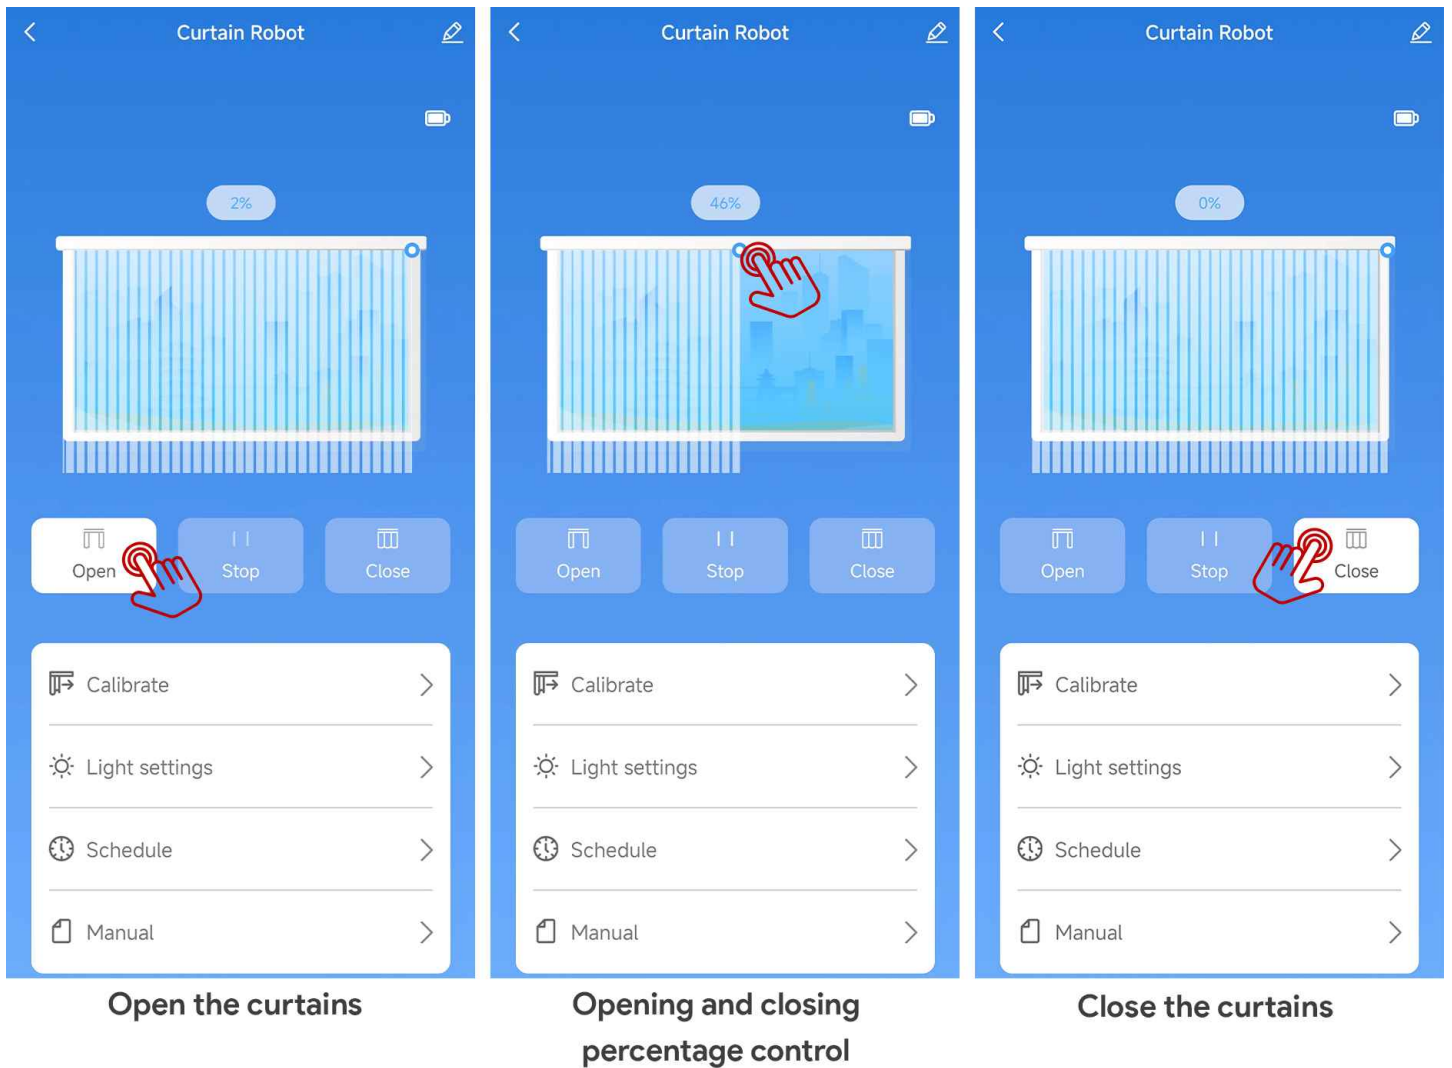 Curtain Robot
2%
Open
Stop
Close
Calibrate
Light settings
Schedule
Manual
Open the curtains
Curtain Robot
46%
Open
Stop
Close
Calibrate
Light settings
Schedule
Manual
Opening and closing
percentage control
Curtain Robot
0%
Open
Stop
Close
Calibrate
Light settings
Schedule
Manual
Close the curtains